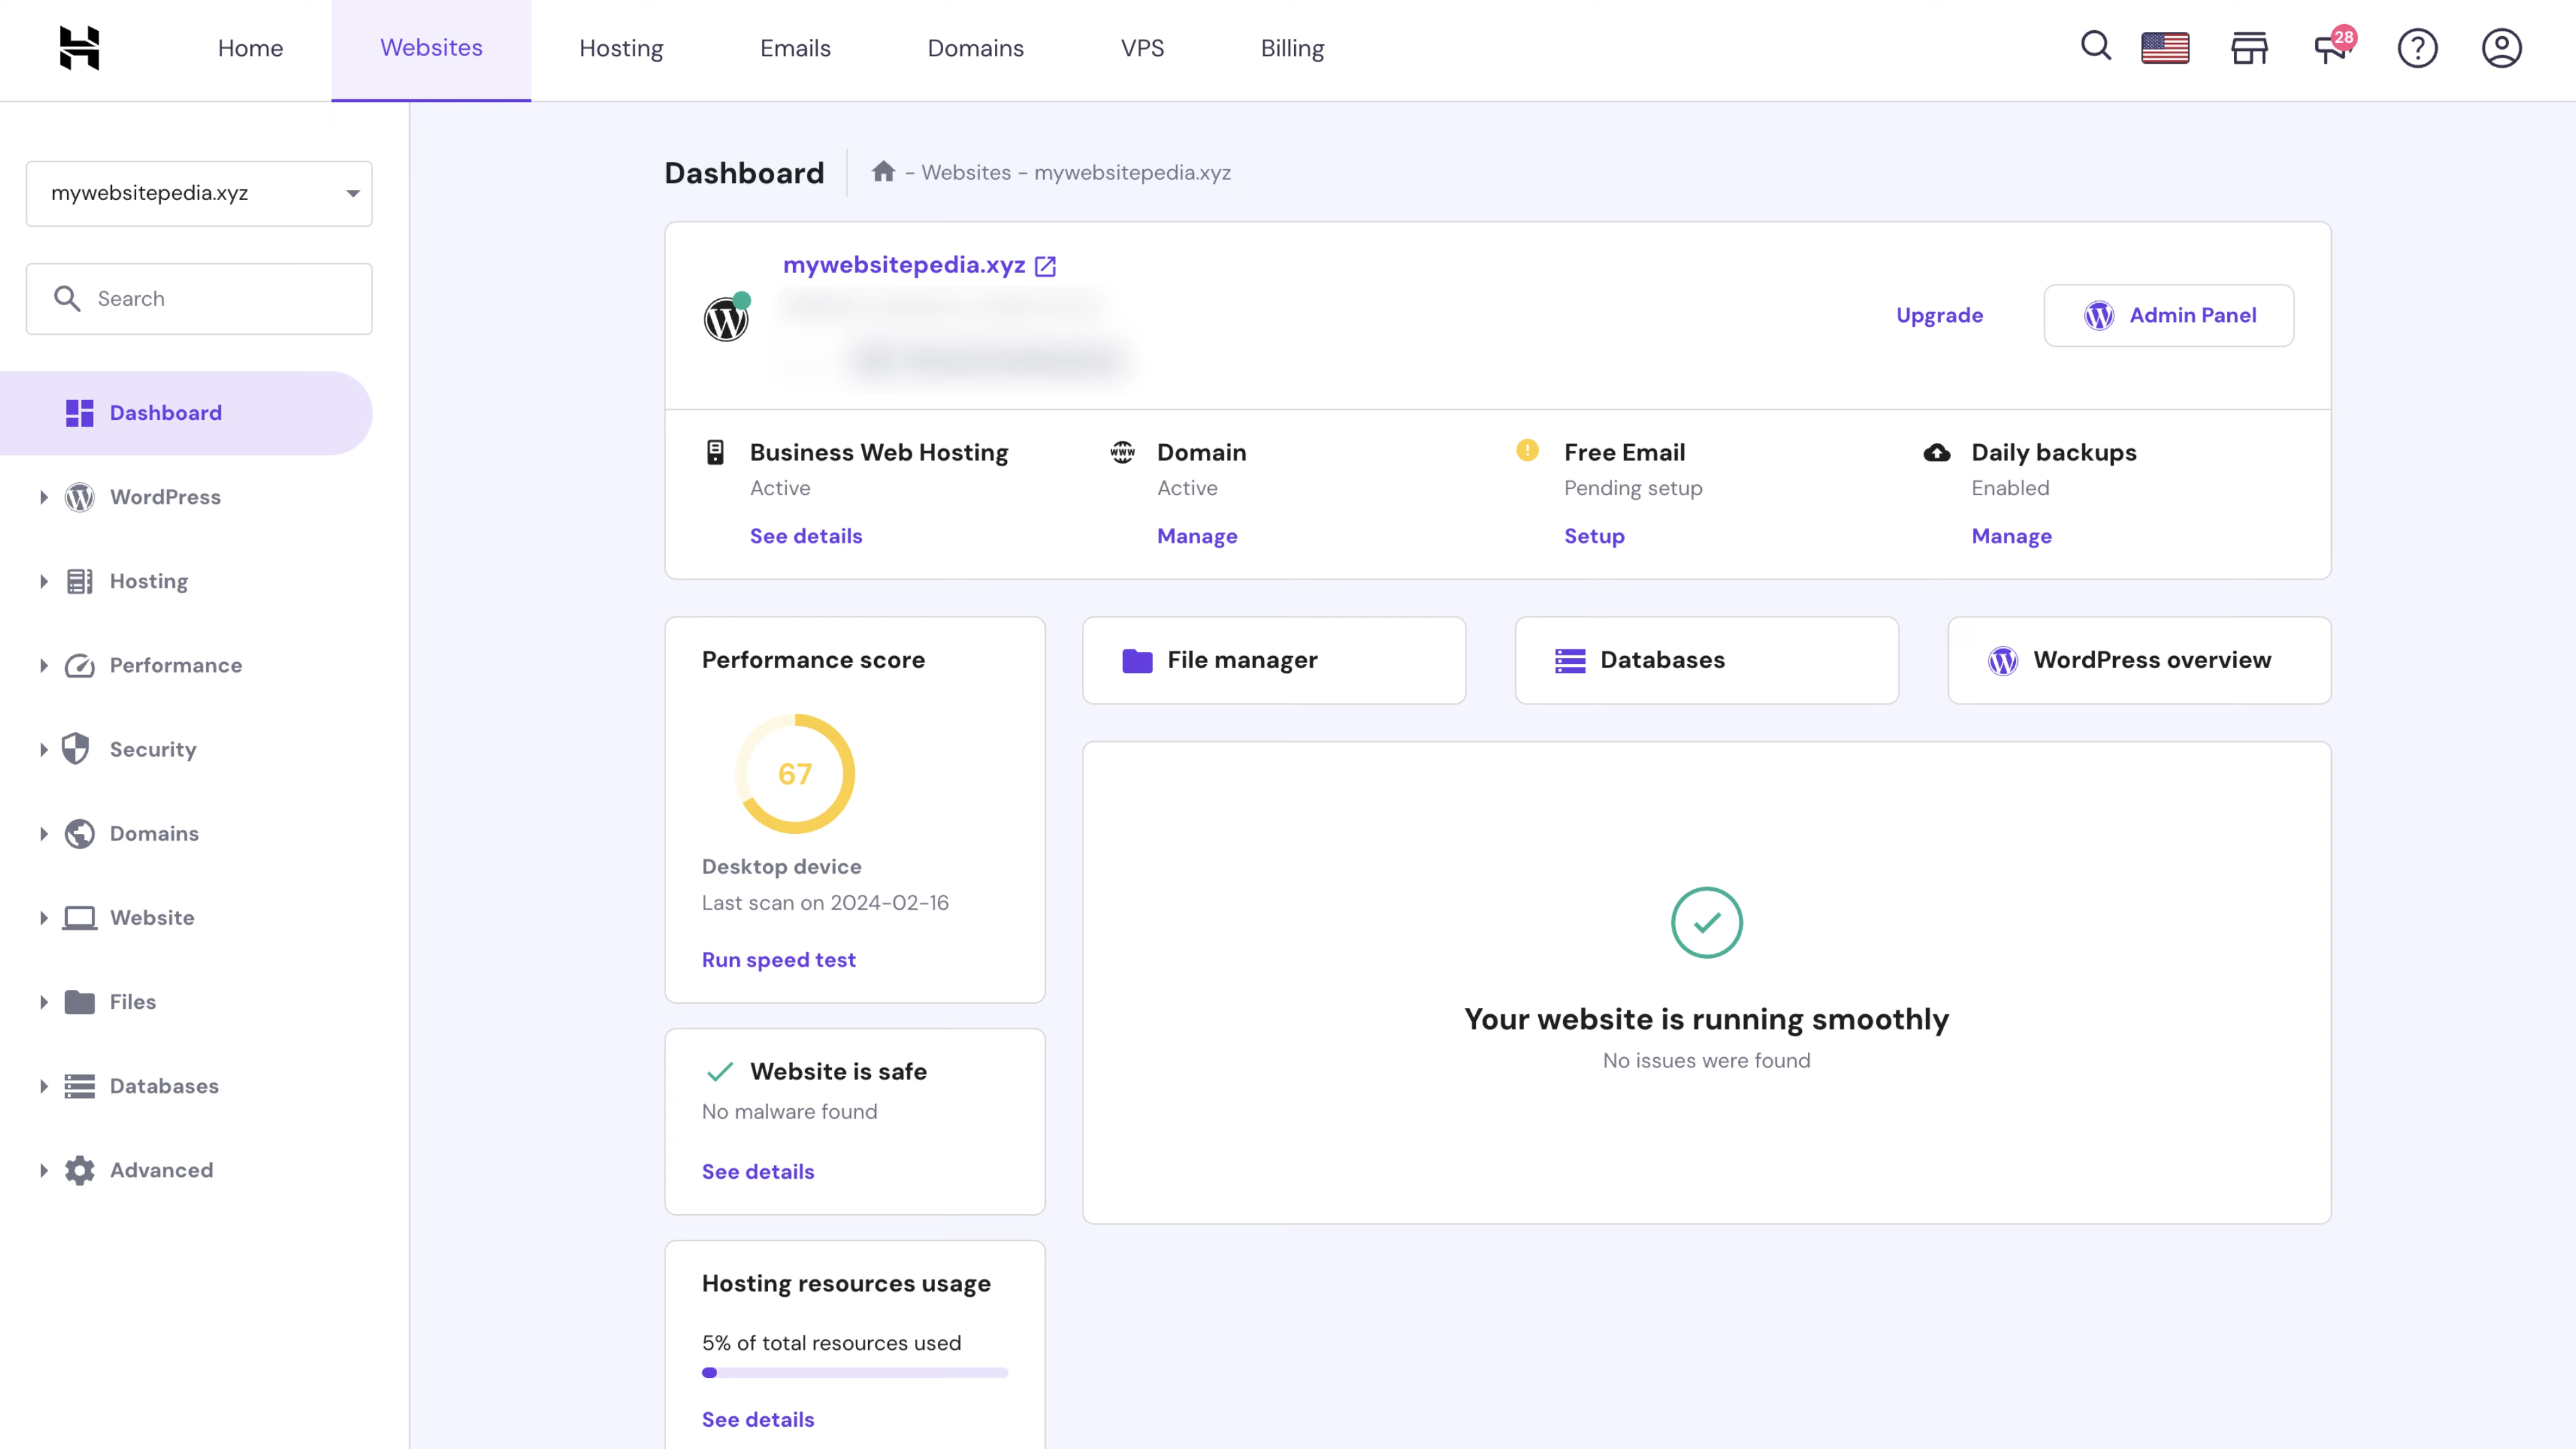 Home
Websites
Hosting
Emails
Domains
VPS
Billing
28
mywebsitepedia.xyz
Search
Dashboard
WordPress
Hosting
Performance
Security
Domains
Website
Files
Databases
Advanced
Dashboard
- Websites - mywebsitepedia.xyz
mywebsitepedia.xyz
Upgrade
Admin Panel
Business Web Hosting
Active
See details
WWW
Domain
Active
Manage
Free Email
Pending setup
Setup
Daily backups
Enabled
Manage
Performance score
67
Desktop device
Last scan on 2024-02-16
Run speed test
File manager
Databases
WordPress overview
Your website is running smoothly
No issues were found
Website is safe
No malware found
See details
Hosting resources usage
5% of total resources used
See details